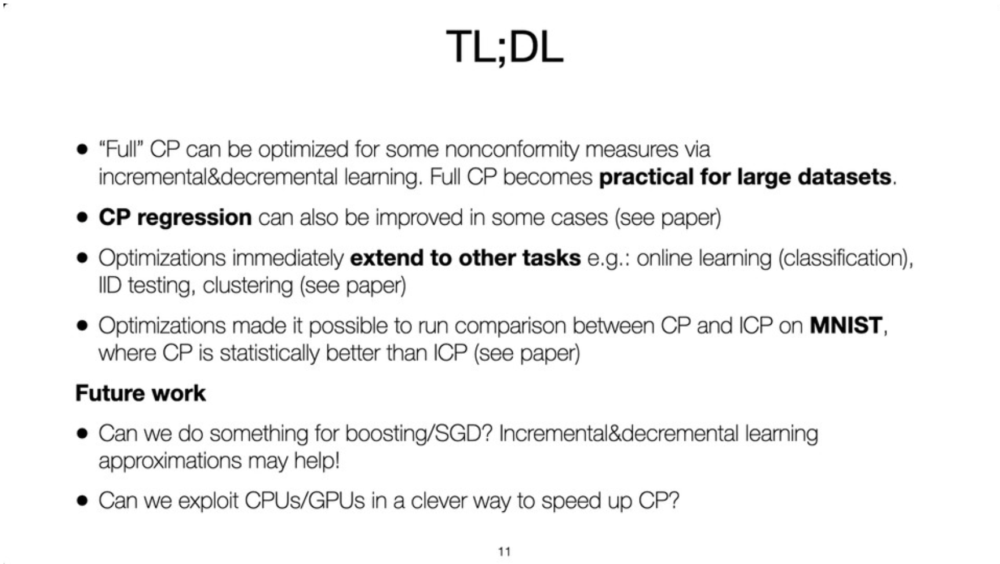 TL;DL
• “Full” CP can be optimized for some nonconformity measures via
incremental&decremental learning. Full CP becomes practical for large datasets.
• CP regression can also be improved in some cases (see paper)
• Optimizations immediately extend to other tasks e.g.: online learning (classification),
IID testing, clustering (see paper)
• Optimizations made it possible to run comparison between CP and ICP on MNIST,
where CP is statistically better than ICP (see paper)
Future work
• Can we do something for boosting/SGD? Incremental&decremental learning
approximations may help!
• Can we exploit CPUs/GPUs in a clever way to speed up CP?
11